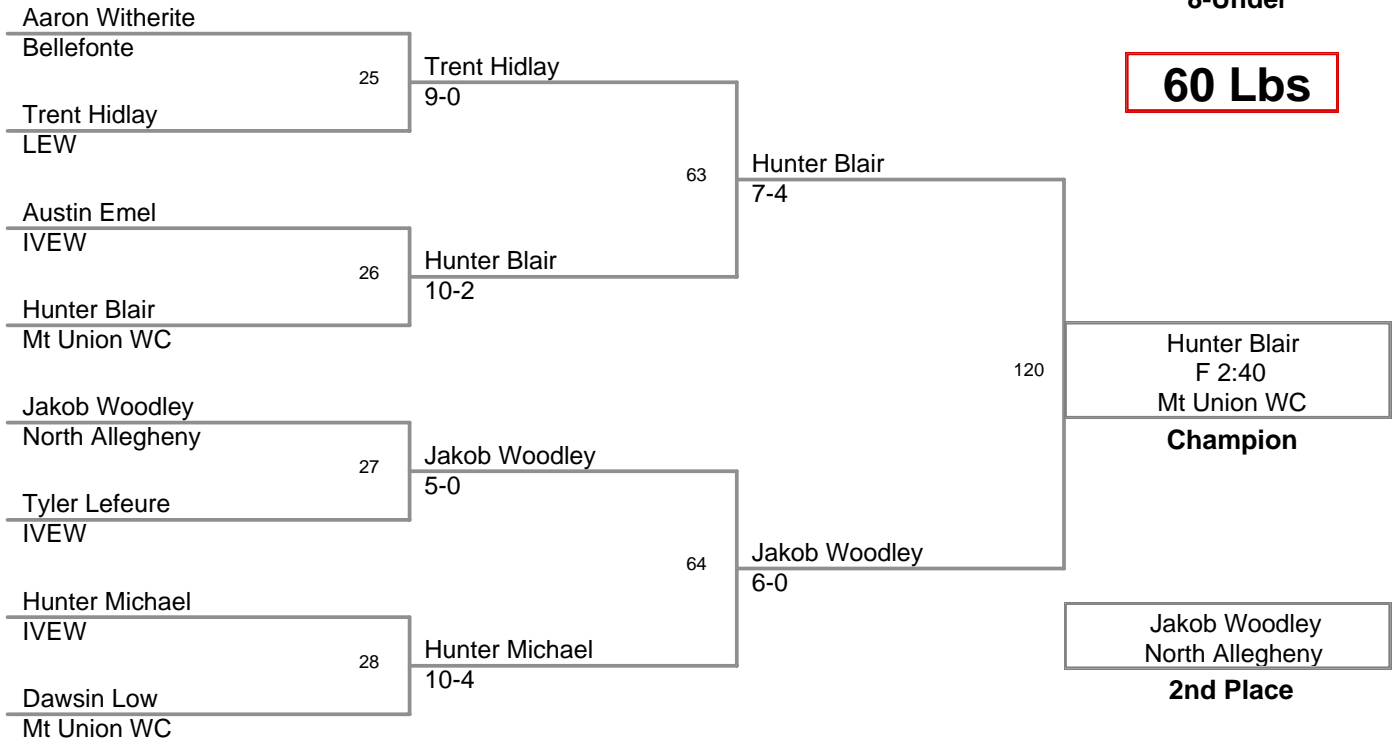 8-Under
60 Lbs
Aaron Witherite
Bellefonte
25
Trent Hidlay
9-0
Trent Hidlay
LEW
63
Hunter Blair
7-4
Austin Emel
IVEW
26
Hunter Blair
10-2
Hunter Blair
Mt Union WC
120
Hunter Blair
F 2:40
Mt Union WC
Champion
Jakob Woodley
North Allegheny
27
Jakob Woodley
5-0
Tyler Lefeure
IVEW
64
Jakob Woodley
6-0
Hunter Michael
IVEW
28
Hunter Michael
10-4
Dawsin Low
Mt Union WC
Jakob Woodley
North Allegheny
2nd Place